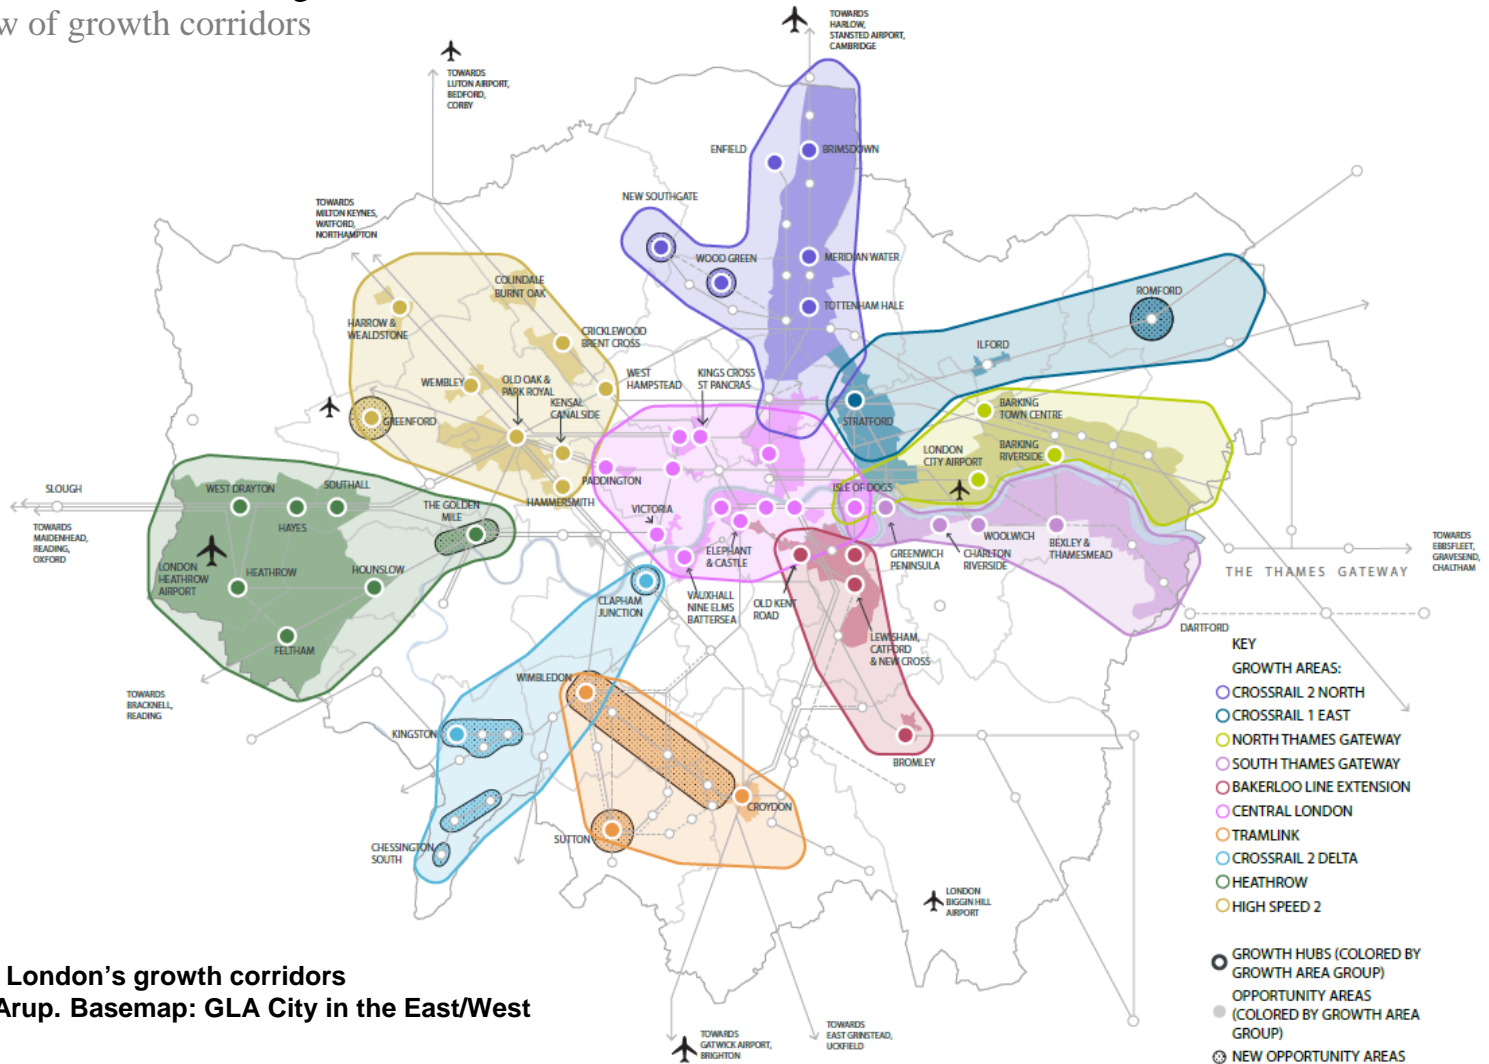 w of growth corridors
TOWARDS
HARLOW,
STANSTED AIRPORT,
CAMBRIDGE
TOWARDS
LUTON AIRPORT,
BEDFORD,
CORBY
ENFIELD
BRIMSDOWN
NEW SOUTHGATE
TOWARDS
MILTON KEYNES,
WATFORD,
NORTHAMPTON
WOOD GREEN
MERIDIAN WATER
TOTTENHAM HALE
COLINDALE
BURNT OAK
HARROW &
WEALDSTONE
CRICKLEWOOD
BRENT CROSS
ROMFORD
ILFORD
WEMBLEY
OLD OAK &
PARK ROYAL
WEST
HAMPSTEAD
KINGS CROSS
ST PANCRAS
KENSAL
CANALSIDE
GREENFORD
STRATFORD
BARKING
TOWN CENTRE
LONDON
CITY AIRPORT
BARKING
RIVERSIDE
PADDINGTON
HAMMERSMITH
ISLE OF DOGS
SLOUGH
WEST DRAYTON
SOUTHALL
HAYES
THE GOLDEN
MILE
VICTORIA
TOWARDS
MAIDENHEAD,
READING,
OXFORD
LONDON
HEATHROW
AIRPORT
HEATHROW
HOUNSLOW
FELTHAM
ELEPHANT
& CASTLE
GREENWICH
PENINSULA
CHARLTON
RIVERSIDE
WOOLWICH
BEXLEY &
THAMESMEAD
TOWARDS
EBBSFLEET,
GRAVESEND,
CHALTHAM
THE THAMES GATEWAY
CLAPHAM
JUNCTION
VAUXHALL
NINE ELMS
BATTERSEA
OLD KENT
ROAD
LEWISHAM,
CATFORD
& NEW CROSS
DARTFORD
TOWARDS
BRACKNELL,
READING
WIMBLEDON
KINGSTON
BROMLEY
CROYDON
SUTTON
CHESSINGTON
SOUTH
LONDON
BIGGIN HILL
AIRPORT
TOWARDS
GATWICK AIRPORT,
BRIGHTON
TOWARDS
EAST GRINSTEAD,
UCKFIELD
KEY
GROWTH AREAS:
CROSSRAIL 2 NORTH
CROSSRAIL 1 EAST
NORTH THAMES GATEWAY
SOUTH THAMES GATEWAY
BAKERLOO LINE EXTENSION
CENTRAL LONDON
TRAMLINK
CROSSRAIL 2 DELTA
HEATHROW
HIGH SPEED 2
GROWTH HUBS (COLORED BY
GROWTH AREA GROUP)
OPPORTUNITY AREAS
(COLORED BY GROWTH AREA
GROUP)
NEW OPPORTUNITY AREAS
London's growth corridors
Arup. Basemap: GLA City in the East/West